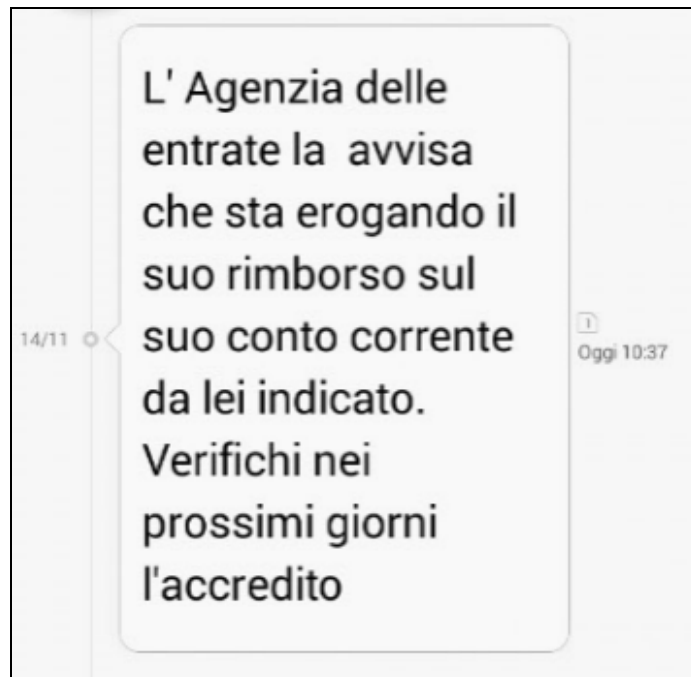 L' Agenzia delle
entrate la  avvisa
che sta erogando il
suo rimborso sul
suo conto corrente
da lei indicato.
Verifichi nei
prossimi giorni
l'accredito
14/11
1
Oggi 10:37